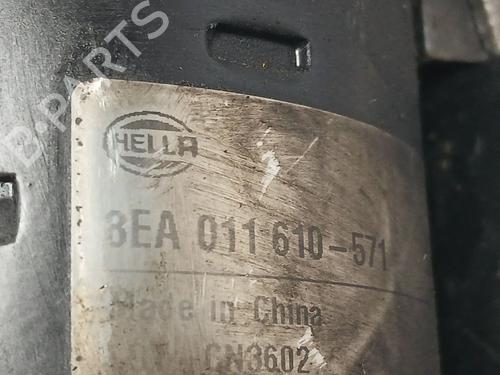 B-PARTS
HELLA
8EA 011 610-571
Made in China
CN3602